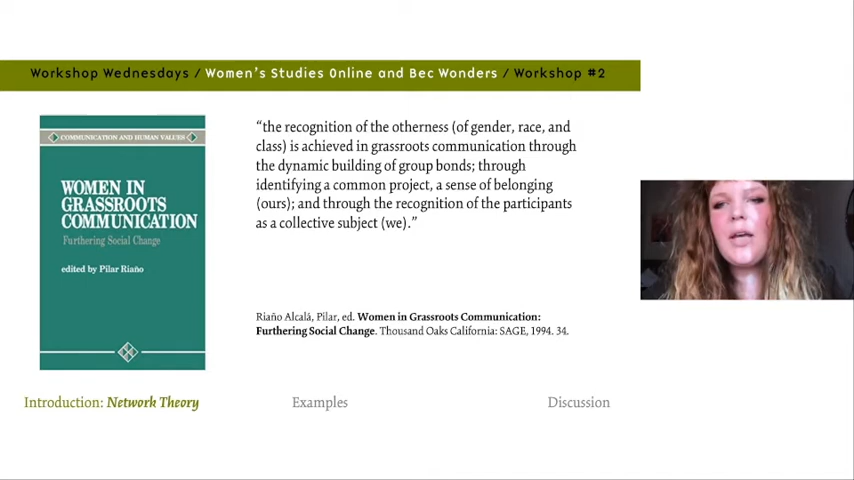 Workshop Wednesdays / Women's Studies Online and Bec Wonders / Workshop #2
COMMUNICATION AND HUMAN VALUES
WOMEN IN
GRASSROOTS
COMMUNICATION
Furthering Social Change
edited by Pilar Riaño
“the recognition of the otherness (of gender, race, and
class) is achieved in grassroots communication through
the dynamic building of group bonds; through
identifying a common project, a sense of belonging
(ours); and through the recognition of the participants
as a collective subject (we).”
Riaño Alcalá, Pilar, ed. Women in Grassroots Communication:
Furthering Social Change. Thousand Oaks California: SAGE, 1994. 34.
Introduction: Network Theory
Examples
Discussion